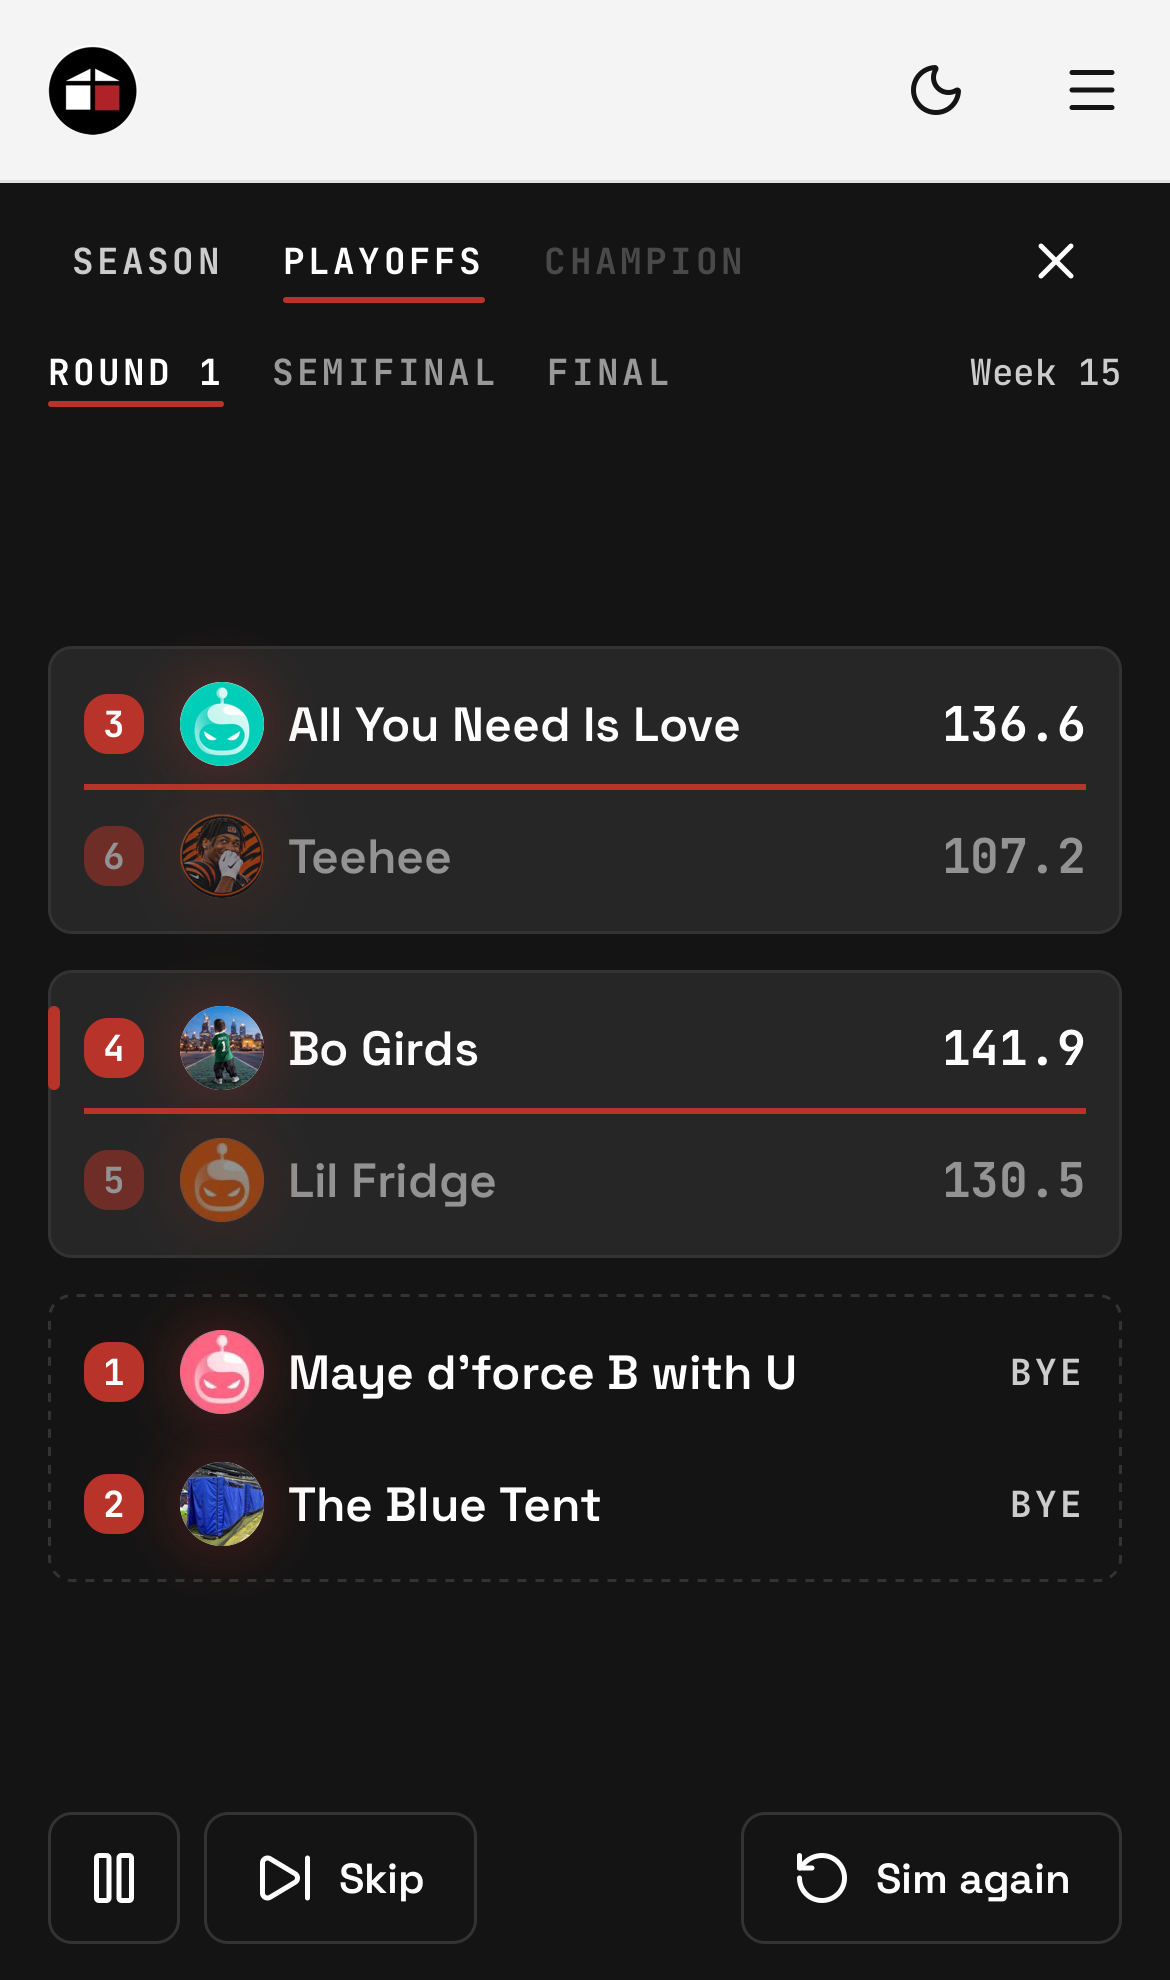 SEASON PLAYOFFS CHAMPION
ROUND 1 SEMIFINAL FINAL Week 15
3 All You Need Is Love 136.6
6 Teehee 107.2
4 Bo Girds 141.9
5 Lil Fridge 130.5
1 Maye d’force B with U BYE
2 The Blue Tent BYE
Skip Sim again